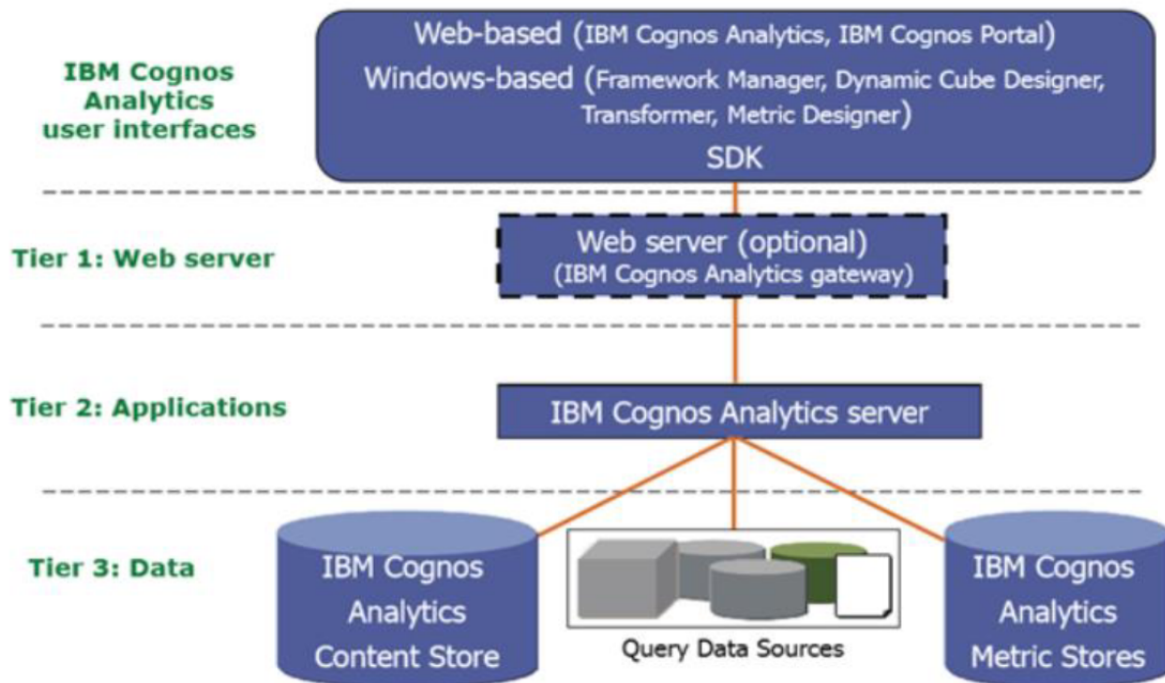 IBM Cognos
Analytics
user interfaces
Web-based (IBM Cognos Analytics, IBM Cognos Portal)
Windows-based (Framework Manager, Dynamic Cube Designer,
Transformer, Metric Designer)
SDK
Tier 1: Web server
Web server (optional)
(IBM Cognos Analytics gateway)
Tier 2: Applications
IBM Cognos Analytics server
Tier 3: Data
IBM Cognos
Analytics
Content Store
Query Data Sources
IBM Cognos
Analytics
Metric Stores